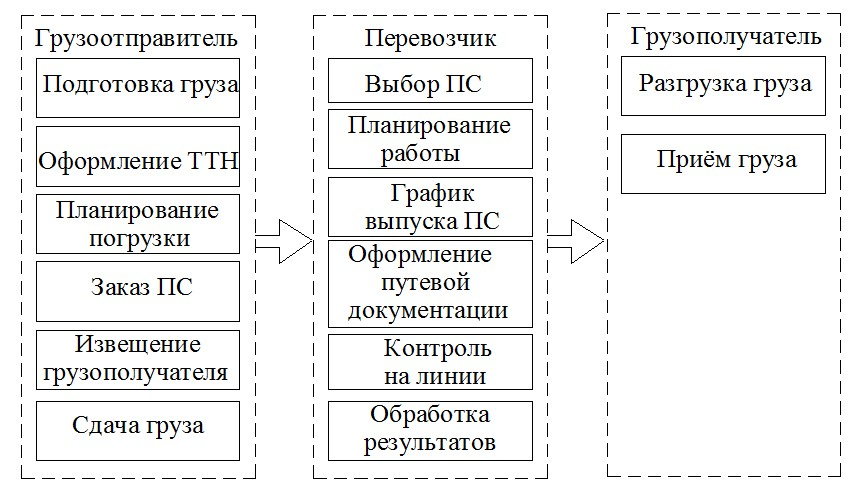 Грузоотправитель
Подготовка груза
Оформление ТТН
Планирование
погрузки
Заказ ПС
Извещение
грузополучателя
Сдача груза
Перевозчик
Выбор ПС
Планирование
работы
График
выпуска ПС
Оформление
путевой
документации
Контроль
на линии
Обработка
результатов
Грузополучатель
Разгрузка груза
Приём груза